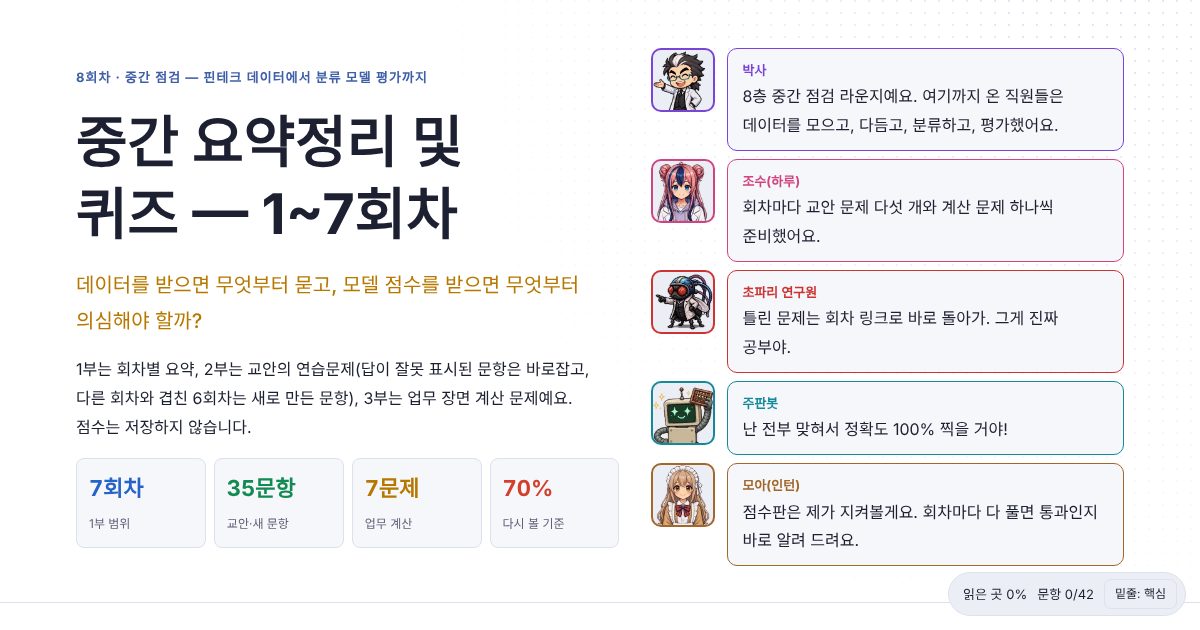 8회차 · 중간 점검 — 핀테크 데이터에서 분류 모델 평가까지
중간 요약정리 및
퀴즈 — 1~7회차
데이터를 받으면 무엇부터 묻고, 모델 점수를 받으면 무엇부터
의심해야 할까?
1부는 회차별 요약, 2부는 교안의 연습문제(답이 잘못 표시된 문항은 바로잡고,
다른 회차와 겹친 6회차는 새로 만든 문항), 3부는 업무 장면 계산 문제예요.
점수는 저장하지 않습니다.
7회차
1부 범위
35문항
교안·새 문항
7문제
업무 계산
70%
다시 볼 기준
박사
8층 중간 점검 라운지예요. 여기까지 온 직원들은
데이터를 모으고, 다듬고, 분류하고, 평가했어요.
조수(하루)
회차마다 교안 문제 다섯 개와 계산 문제 하나씩
준비했어요.
초파리 연구원
틀린 문제는 회차 링크로 바로 돌아가. 그게 진짜
공부야.
주판봇
난 전부 맞혀서 정확도 100% 찍을 거야!
모아(인턴)
점수판은 제가 지켜볼게요. 회차마다 다 풀면 통과인지
바로 알려 드려요.
읽은 곳 0% 문항 0/42 밑줄: 핵심